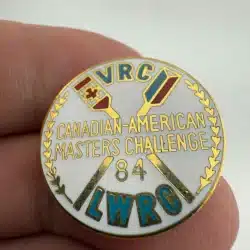 VRC
CANADIAN-AMERICAN
MASTERS CHALLENGE
84
LWRC